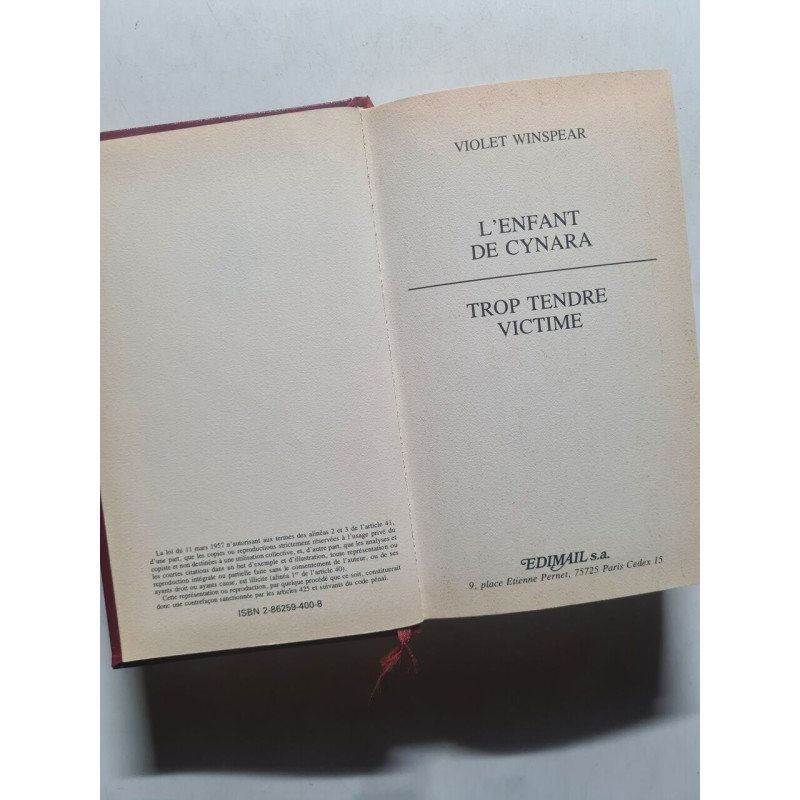 La loi du 11 mars 1957 n'autorisant aux termes des alinéas 2 et 3 de l'article 41,
d'une part, que les copies ou reproductions strictement réservées à l'usage privé du
copiste et non destinées à une utilisation collective, et, d'autre part, que les analyses et
les courtes citations dans un but d'exemple et d'illustration, toute représentation ou
reproduction intégrale ou partielle faite sans le consentement de l'auteur, ou de ses
ayants droit ou ayants cause, est illicite (alinéa 1er de l'article 40).
Cette représentation ou reproduction, par quelque procédé que ce soit, constituerait
donc une contrefaçon sanctionnée par les articles 425 et suivants du code pénal.
ISBN 2-86259-400-8
VIOLET WINSPEAR
L'ENFANT
DE CYNARA
TROP TENDRE
VICTIME
EDIMAIL s.a.
9, place Etienne Pernet, 75725 Paris Cedex 15